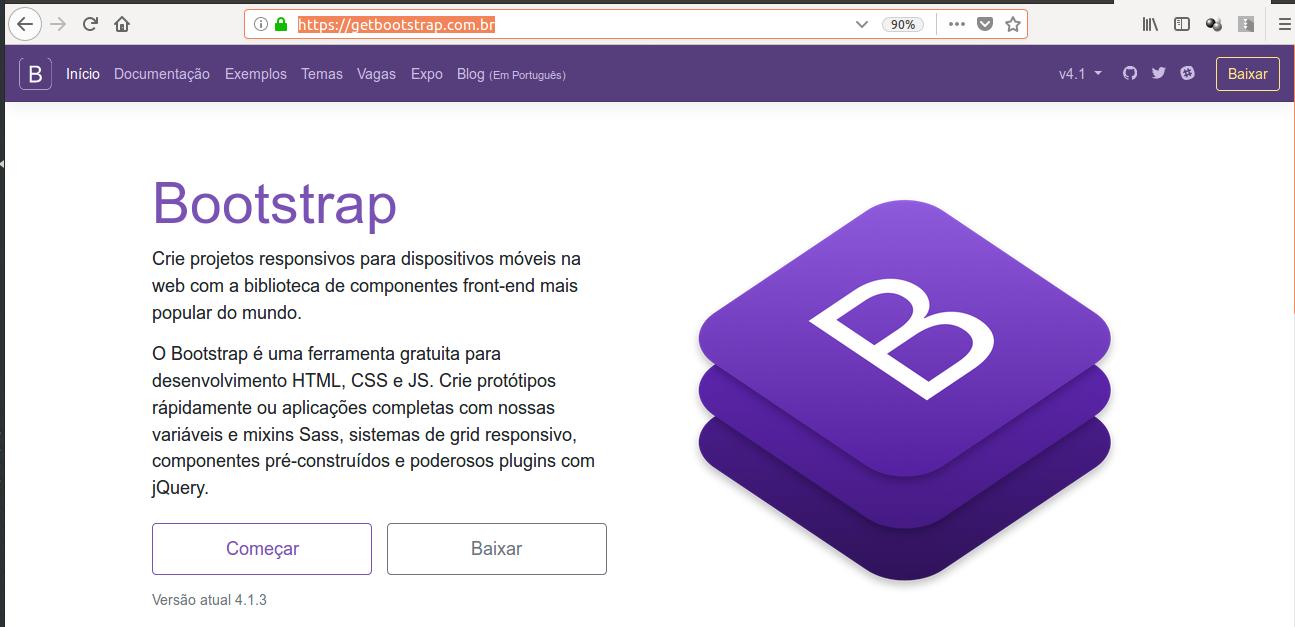 https://getbootstrap.com.br 90%
B Início Documentação Exemplos Temas Vagas Expo Blog (Em Português) v4.1 Baixar
Bootstrap
Crie projetos responsivos para dispositivos móveis na
web com a biblioteca de componentes front-end mais
popular do mundo.
O Bootstrap é uma ferramenta gratuita para
desenvolvimento HTML, CSS e JS. Crie protótipos
rápidamente ou aplicações completas com nossas
variáveis e mixins Sass, sistemas de grid responsivo,
componentes pré-construídos e poderosos plugins com
jQuery.
Começar Baixar
Versão atual 4.1.3
B